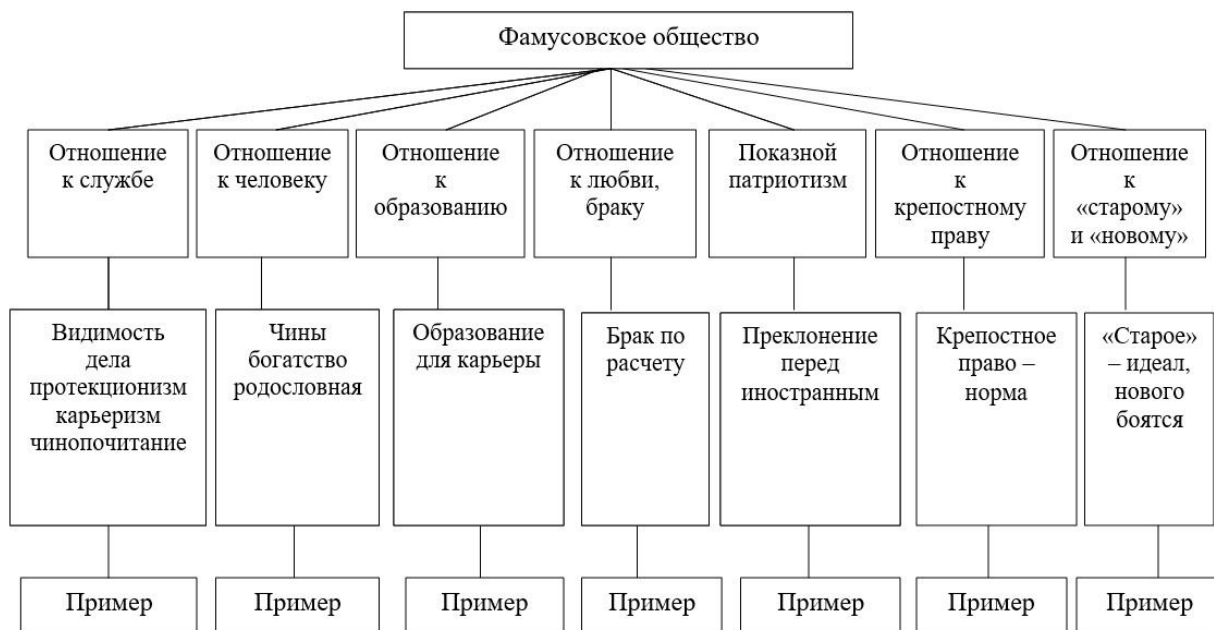 Фамусовское общество
Отношение
к службе
Отношение
к человеку
Отношение
к
образованию
Отношение
к любви,
браку
Показной
патриотизм
Отношение
к
крепостному
праву
Отношение
к
«старому»
и «новому»
Видимость
дела
протекционизм
карьеризм
чинопочитание
Чины
богатство
родословная
Образование
для карьеры
Брак по
расчету
Преклонение
перед
иностранным
Крепостное
право –
норма
«Старое»
– идеал,
нового
боятся
Пример
Пример
Пример
Пример
Пример
Пример
Пример